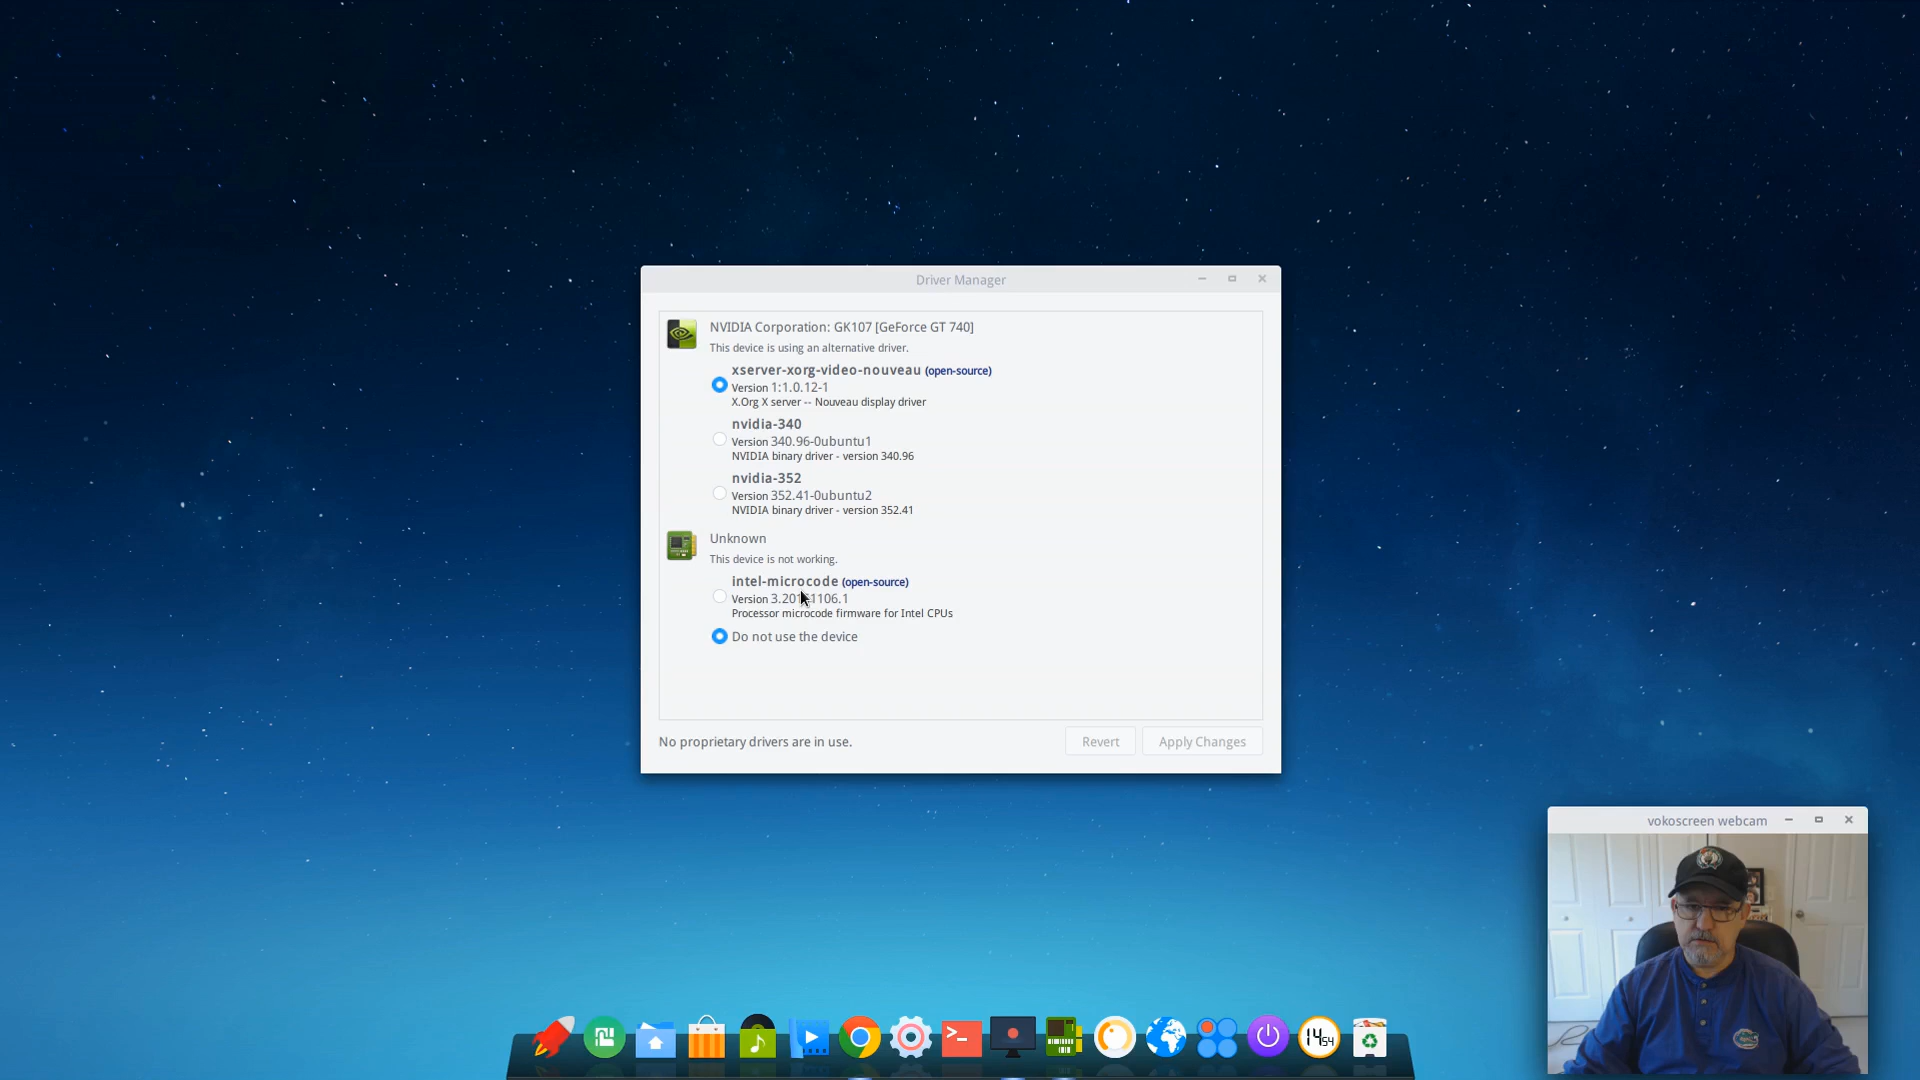 Driver Manager
NVIDIA Corporation: GK107 [GeForce GT 740]
This device is using an alternative driver.
xserver-xorg-video-nouveau (open-source)
Version 1:1.0.12-1
X.Org X server -- Nouveau display driver
nvidia-340
Version 340.96-0ubuntu1
NVIDIA binary driver - version 340.96
nvidia-352
Version 352.41-0ubuntu2
NVIDIA binary driver - version 352.41
Unknown
This device is not working.
intel-microcode (open-source)
Version
Processor microcode firmware for Intel CPUs
Do not use the device
No proprietary drivers are in use.
Revert
Apply Changes
vokoscreen webcam
14 54